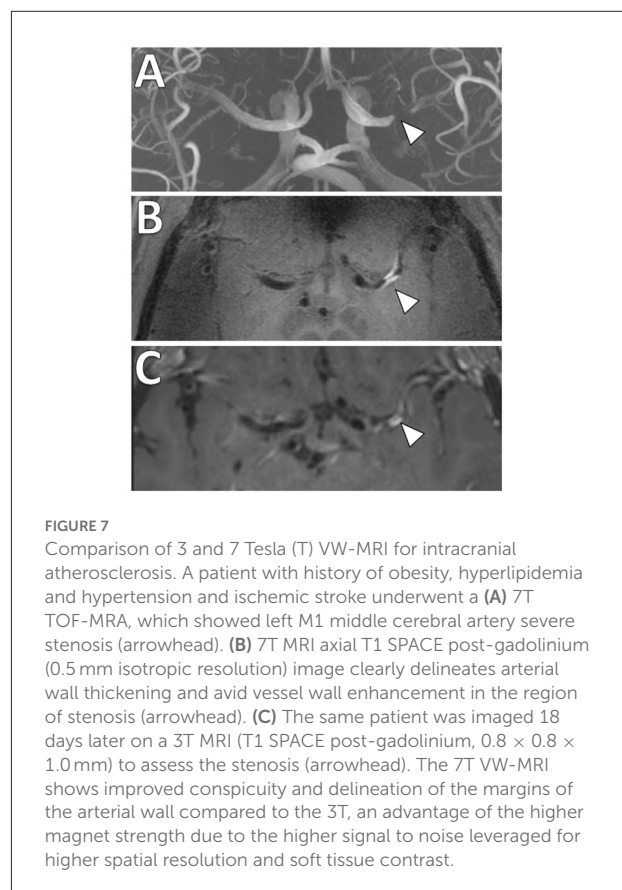 A
B
C
FIGURE 7
Comparison of 3 and 7 Tesla (T) VW-MRI for intracranial
atherosclerosis. A patient with history of obesity, hyperlipidemia
and hypertension and ischemic stroke underwent a (A) 7T
TOF-MRA, which showed left M1 middle cerebral artery severe
stenosis (arrowhead). (B) 7T MRI axial T1 SPACE post-gadolinium
(0.5 mm isotropic resolution) image clearly delineates arterial
wall thickening and avid vessel wall enhancement in the region
of stenosis (arrowhead). (C) The same patient was imaged 18
days later on a 3T MRI (T1 SPACE post-gadolinium, 0.8 × 0.8 ×
1.0 mm) to assess the stenosis (arrowhead). The 7T VW-MRI
shows improved conspicuity and delineation of the margins of
the arterial wall compared to the 3T, an advantage of the higher
magnet strength due to the higher signal to noise leveraged for
higher spatial resolution and soft tissue contrast.